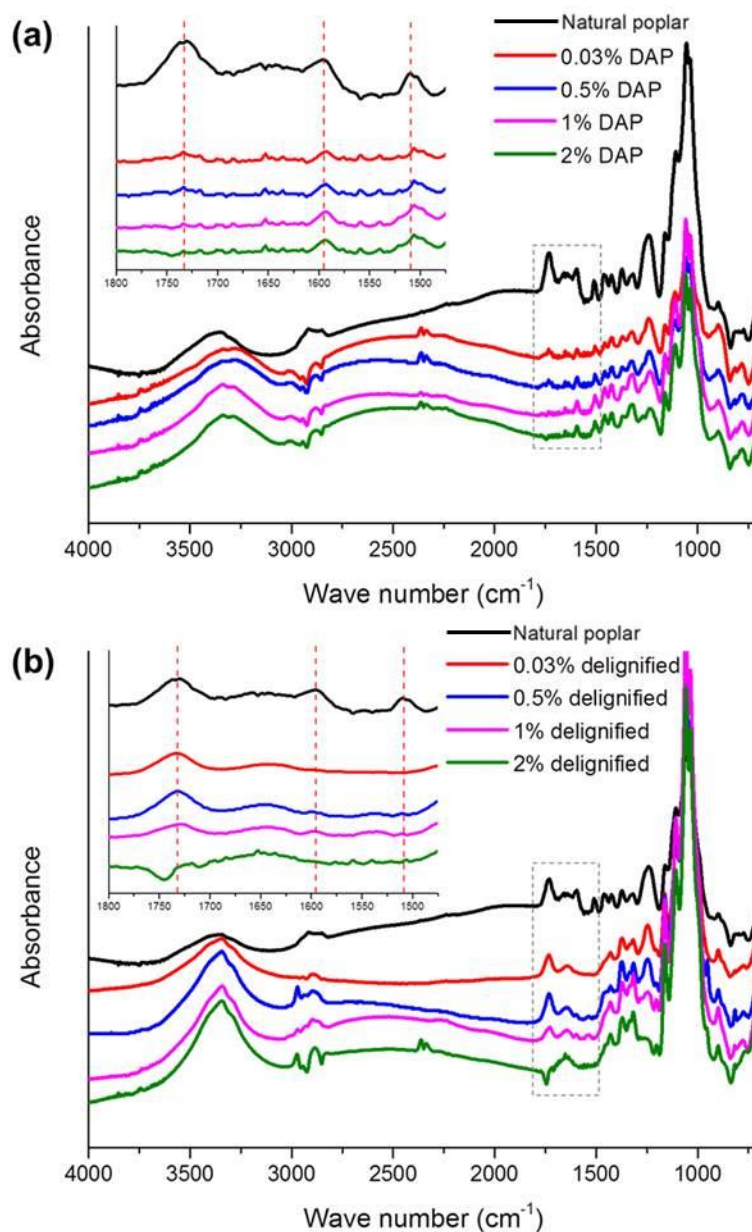 (a)
Natural poplar
0.03% DAP
0.5% DAP
1% DAP
2% DAP
1800 1750 1700 1650 1600 1550 1500
Absorbance
4000 3500 3000 2500 2000 1500 1000
Wave number (cm⁻¹)
(b)
Natural poplar
0.03% delignified
0.5% delignified
1% delignified
2% delignified
1800 1750 1700 1650 1600 1550 1500
Absorbance
4000 3500 3000 2500 2000 1500 1000
Wave number (cm⁻¹)